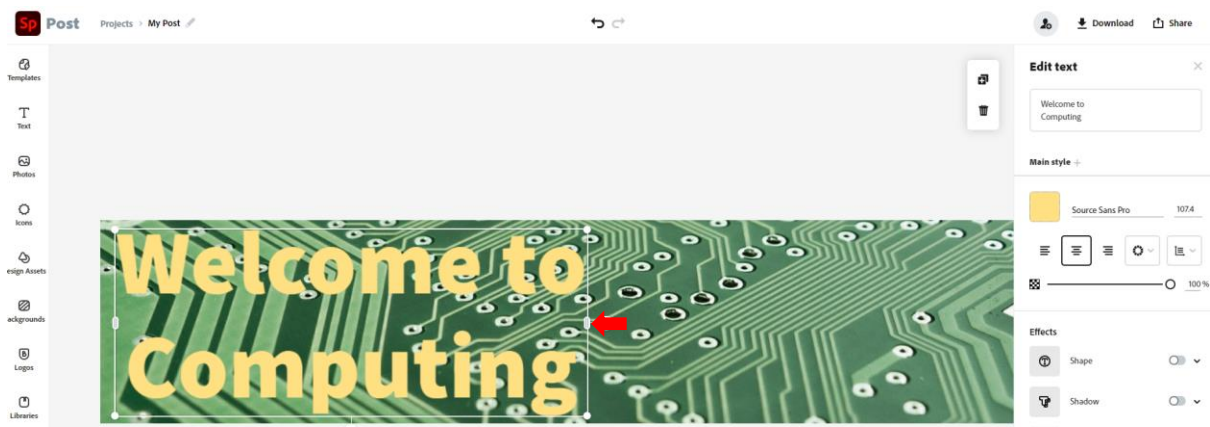 Sp Post Projects > My Post Download Share
Templates
Text
Photos
Icons
esign Assets
ackgrounds
B
Logos
Libraries
Welcome to
Computing
Edit text
Welcome to
Computing
Main style +
Source Sans Pro 107.4
100 %
Effects
Shape
Shadow